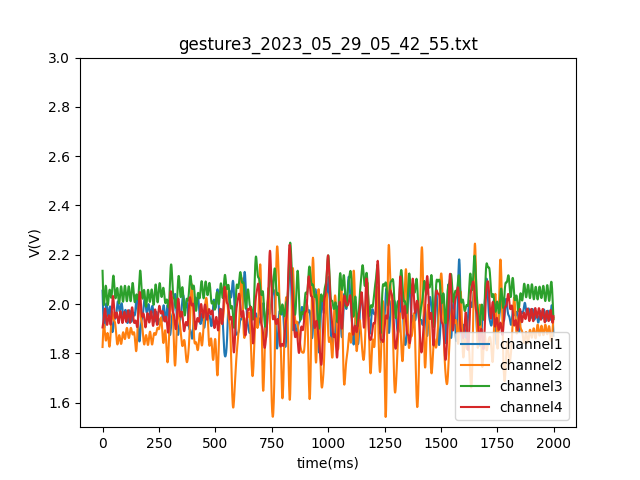 gesture3_2023_05_29_05_42_55.txt
3.0
2.8
2.6
2.4
2.2
2.0
1.8
1.6
V(V)
channel1
channel2
channel3
channel4
0 250 500 750 1000 1250 1500 1750 2000
time(ms)